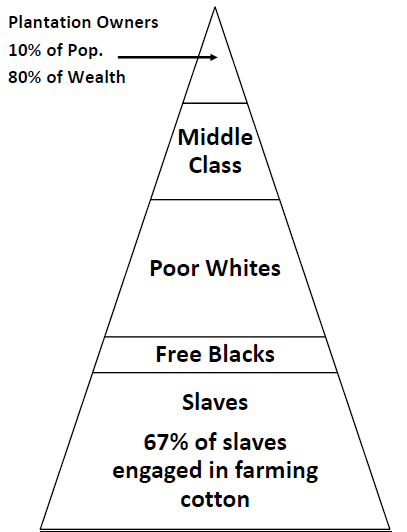 Plantation Owners
10% of Pop.
80% of Wealth
Middle
Class
Poor Whites
Free Blacks
Slaves
67% of slaves
engaged in farming
cotton